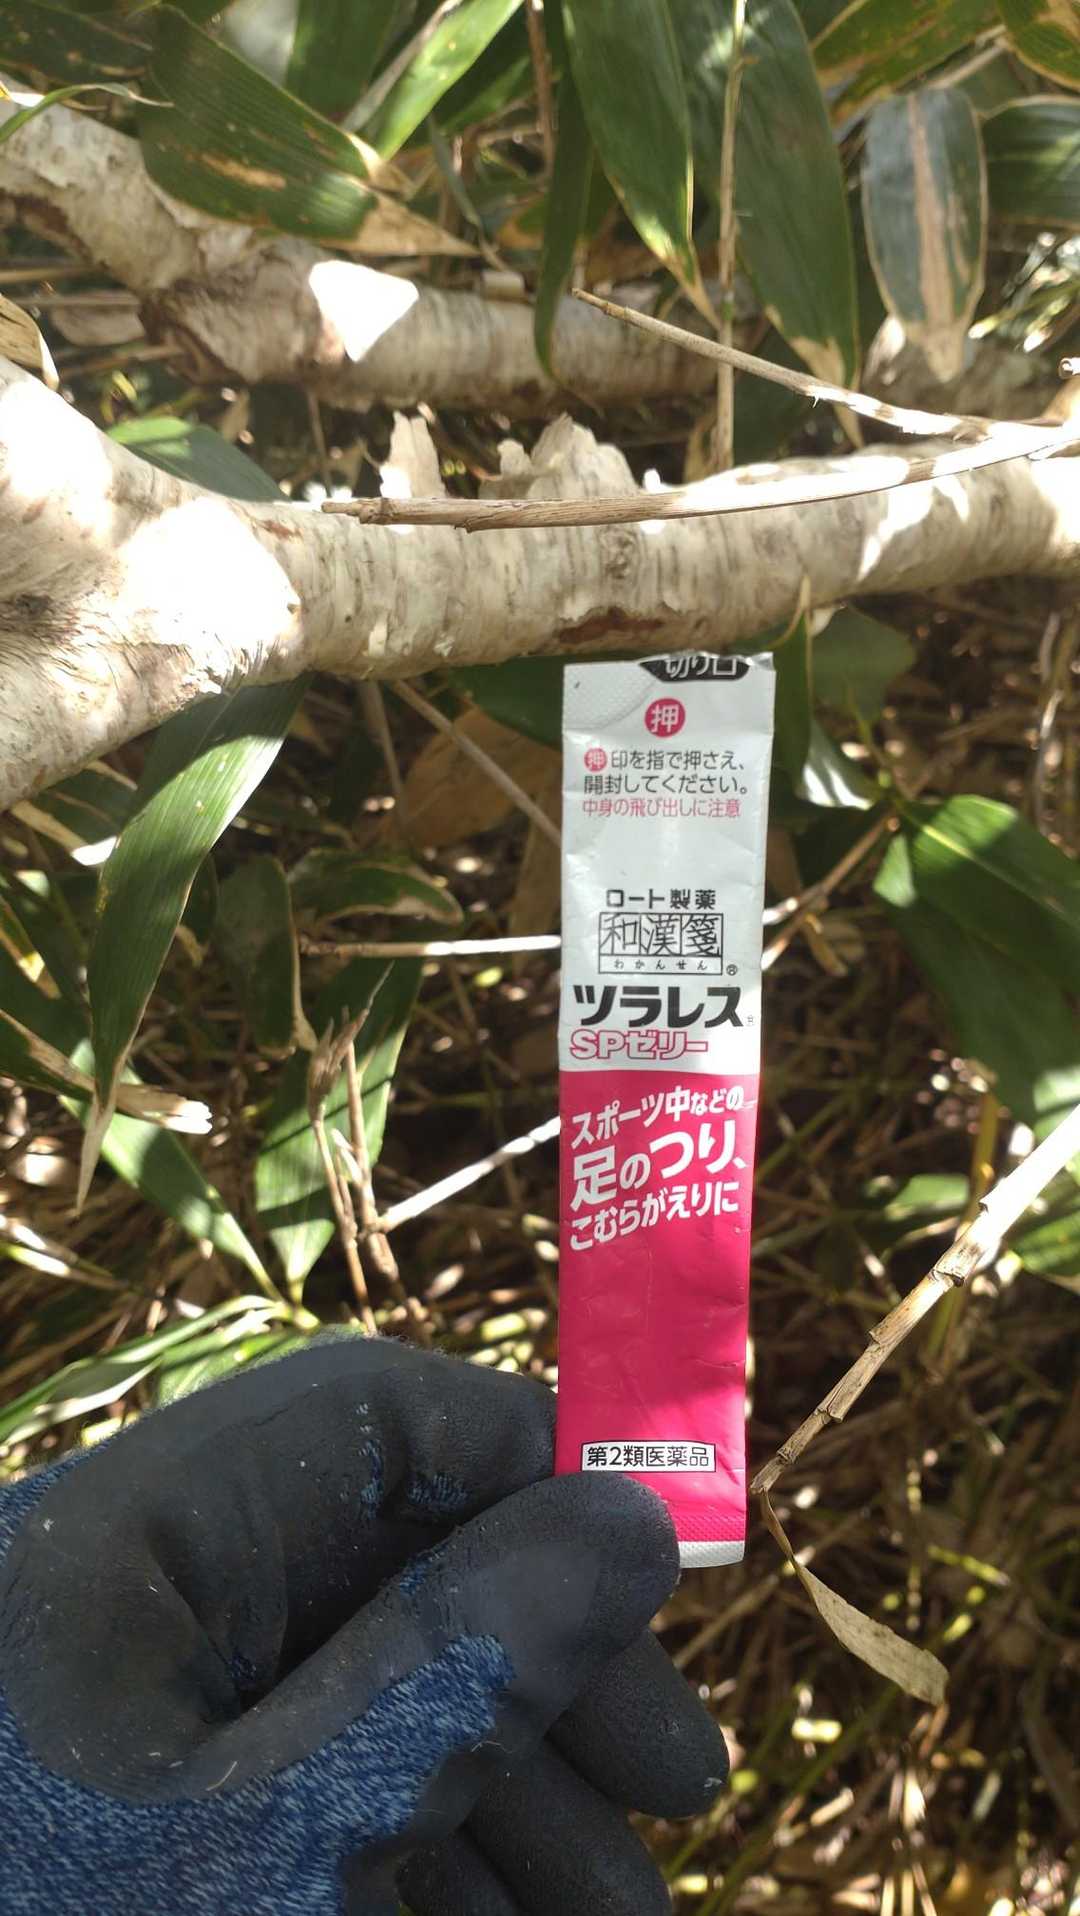 切り口
押
押印を指で押さえ、
開封してください。
中身の飛び出しに注意
ロート製薬
和漢箋
わかんせん®
ツラレス
SPゼリー
スポーツ中などの
足のつり、
こむらがえりに
第2類医薬品